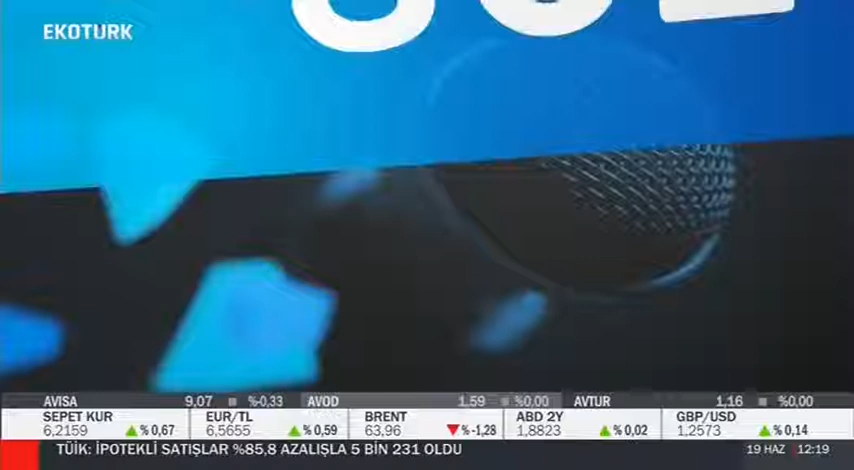 EKOTURK
AVISA 9,07 %-0,33 AVOD 1,59 %0,00 AVTUR 1,16 %0,00
SEPET KUR EUR/TL BRENT ABD 2Y GBP/USD
6,2159 % 0,67 6,5655 % 0,59 63,96 % -1,28 1,8823 % 0,02 1,2573 % 0,14
TÜİK: İPOTEKLİ SATIŞLAR %85,8 AZALIŞLA 5 BİN 231 OLDU 19 HAZ 12:19